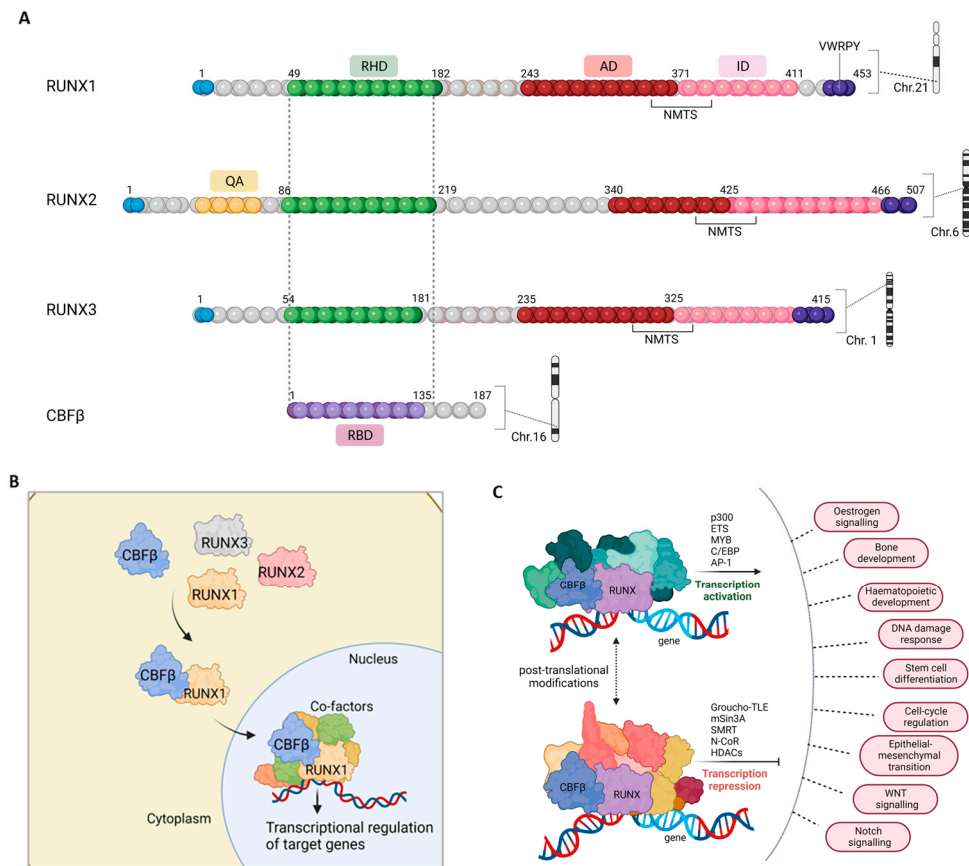 A
RUNX1
1
49
RHD
182
243
AD
371
ID
411
VWRPY
453
NMTS
Chr.21
RUNX2
1
QA
86
219
340
425
466
507
NMTS
Chr.6
RUNX3
1
54
181
235
325
415
NMTS
Chr. 1
CBFβ
1
135
187
RBD
Chr.16
B
CBFβ
RUNX3
RUNX2
RUNX1
CBFβ
RUNX1
Nucleus
Co-factors
CBFβ
RUNX1
Cytoplasm
Transcriptional regulation
of target genes
C
p300
ETS
MYB
C/EBP
AP-1
Transcription
activation
CBFβ
RUNX
gene
post-translational
modifications
Groucho-TLE
mSin3A
SMRT
N-CoR
HDACs
Transcription
repression
CBFβ
RUNX
gene
Oestrogen
signalling
Bone
development
Haematopoietic
development
DNA damage
response
Stem cell
differentiation
Cell-cycle
regulation
Epithelial-
mesenchymal
transition
WNT
signalling
Notch
signalling